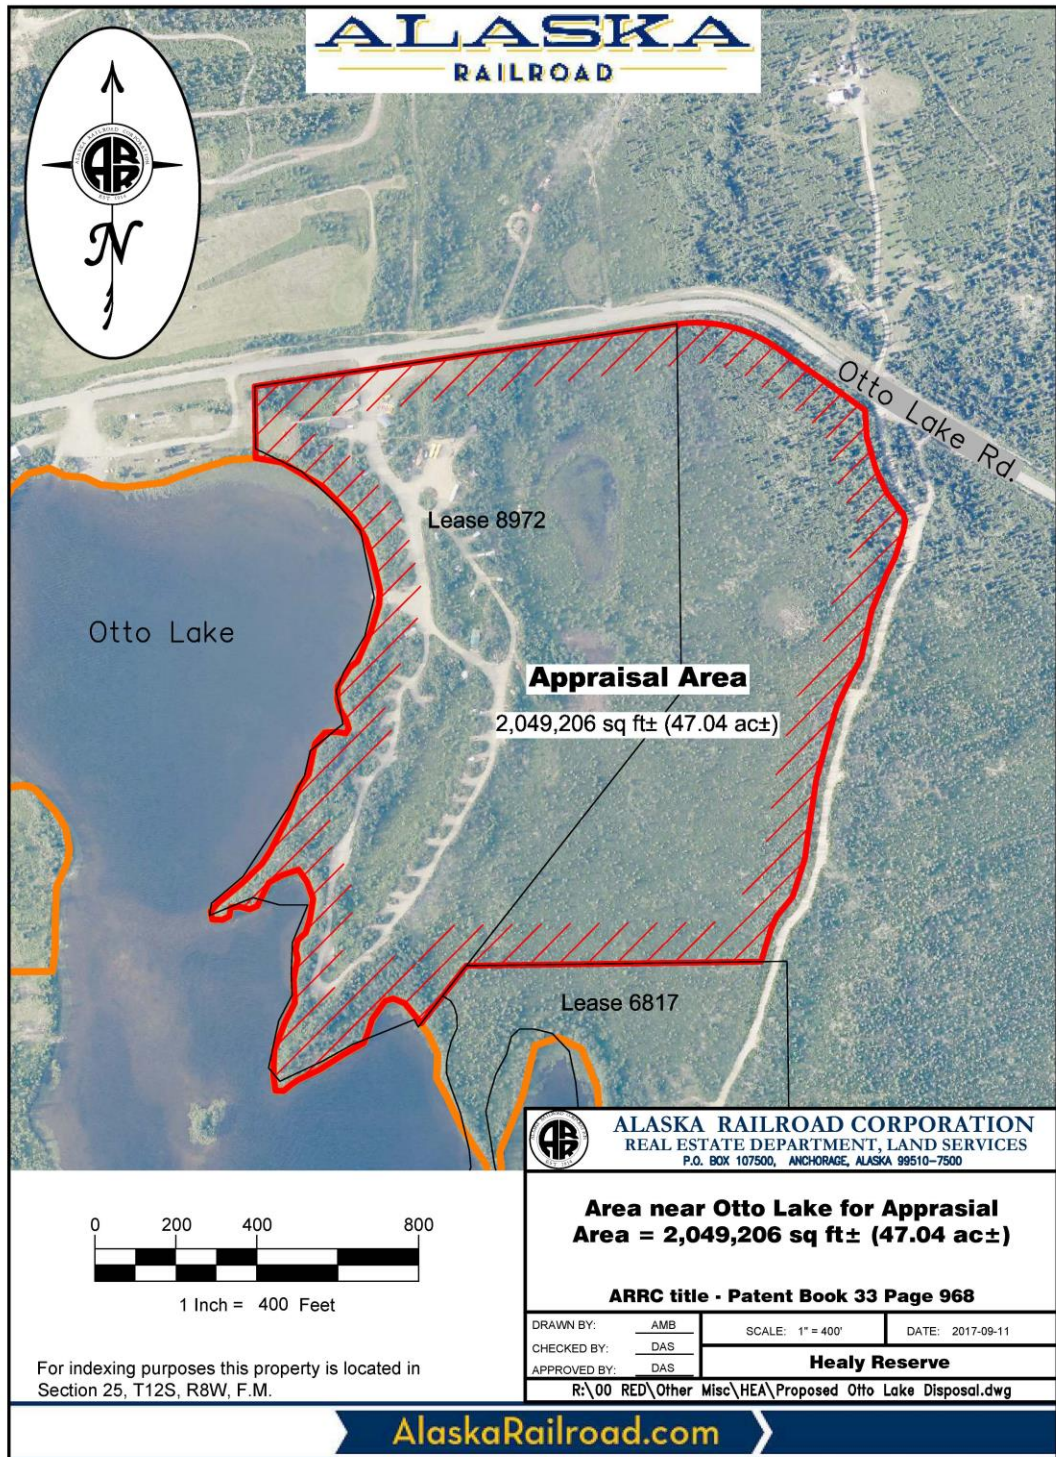 ALASKA
RAILROAD
N
Otto Lake Rd.
Lease 8972
Otto Lake
Appraisal Area
2,049,206 sq ft± (47.04 ac±)
Lease 6817
0 200 400 800
1 Inch = 400 Feet
For indexing purposes this property is located in
Section 25, T12S, R8W, F.M.
ALASKA RAILROAD CORPORATION
REAL ESTATE DEPARTMENT, LAND SERVICES
P.O. BOX 107500, ANCHORAGE, ALASKA 99510-7500
Area near Otto Lake for Apprasial
Area = 2,049,206 sq ft± (47.04 ac±)
ARRC title - Patent Book 33 Page 968
DRAWN BY: AMB
CHECKED BY: DAS
APPROVED BY: DAS
SCALE: 1" = 400'
DATE: 2017-09-11
Healy Reserve
R:\00 RED\Other Misc\HEA\Proposed Otto Lake Disposal.dwg
AlaskaRailroad.com